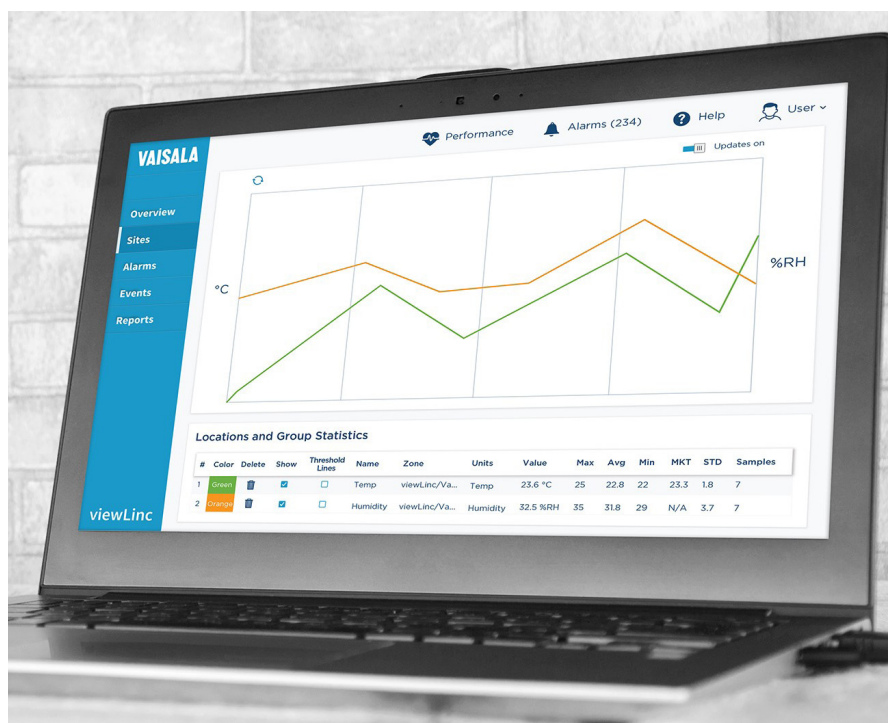 VAISALA
Performance
Alarms (234)
Help
User
Updates on
Overview
Sites
Alarms
Events
Reports
°C
%RH
Locations and Group Statistics
# Color Delete Show Threshold Lines Name Zone Units Value Max Avg Min MKT STD Samples
1 Green Temp viewLinc/Va... Temp 23.6 °C 25 22.8 22 23.3 1.8 7
2 Orange Humidity viewLinc/Va... Humidity 32.5 %RH 35 31.8 29 N/A 3.7 7
viewLinc